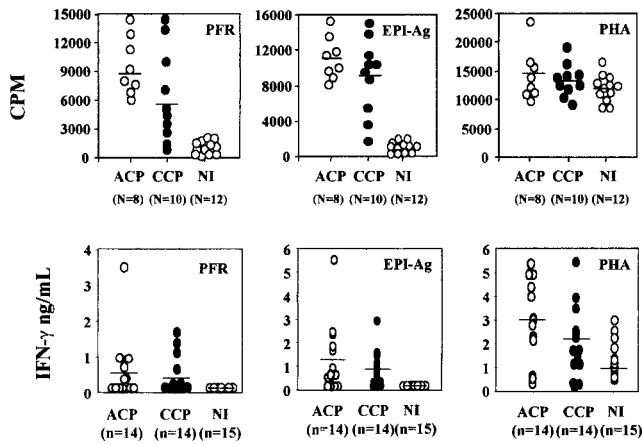 PFR
15000
12000
9000
6000
3000
0
CPM
ACP CCP NI
(N=8) (N=10) (N=12)
EPI-Ag
16000
12000
8000
4000
0
ACP CCP NI
(N=8) (N=10) (N=12)
PHA
25000
20000
15000
10000
5000
0
ACP CCP NI
(N=8) (N=10) (N=12)
PFR
4
3
2
1
0
IFN-γ ng/mL
ACP CCP NI
(n=14) (n=14) (n=15)
EPI-Ag
6
5
4
3
2
1
0
ACP CCP NI
(n=14) (n=14) (n=15)
PHA
6
5
4
3
2
1
0
ACP CCP NI
(n=14) (n=14) (n=15)